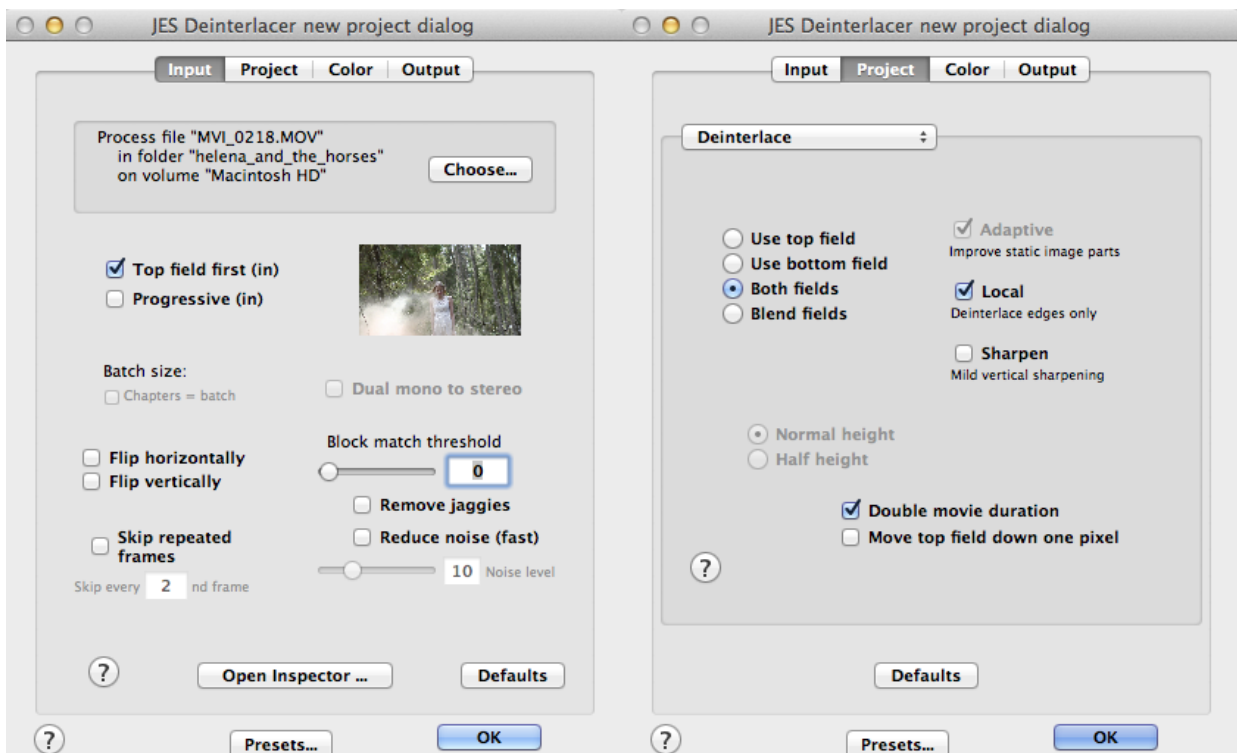 JES Deinterlacer new project dialog
Input Project Color Output
Process file "MVI_0218.MOV"
in folder "helena_and_the_horses"
on volume "Macintosh HD"
Choose...
Top field first (in)
Progressive (in)
Batch size:
Chapters = batch
Dual mono to stereo
Flip horizontally
Flip vertically
Block match threshold
0
Remove jaggies
Skip repeated
frames
Reduce noise (fast)
Skip every 2 nd frame
10 Noise level
?
Open Inspector ...
Defaults
?
Presets...
OK
JES Deinterlacer new project dialog
Input Project Color Output
Deinterlace
Use top field
Use bottom field
Both fields
Blend fields
Adaptive
Improve static image parts
Local
Deinterlace edges only
Sharpen
Mild vertical sharpening
Normal height
Half height
Double movie duration
Move top field down one pixel
?
Defaults
?
Presets...
OK